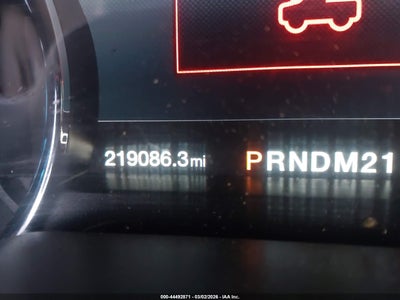 219086.3mi PRNDM21
000-44492871 - 03/02/2026 - IAA Inc.